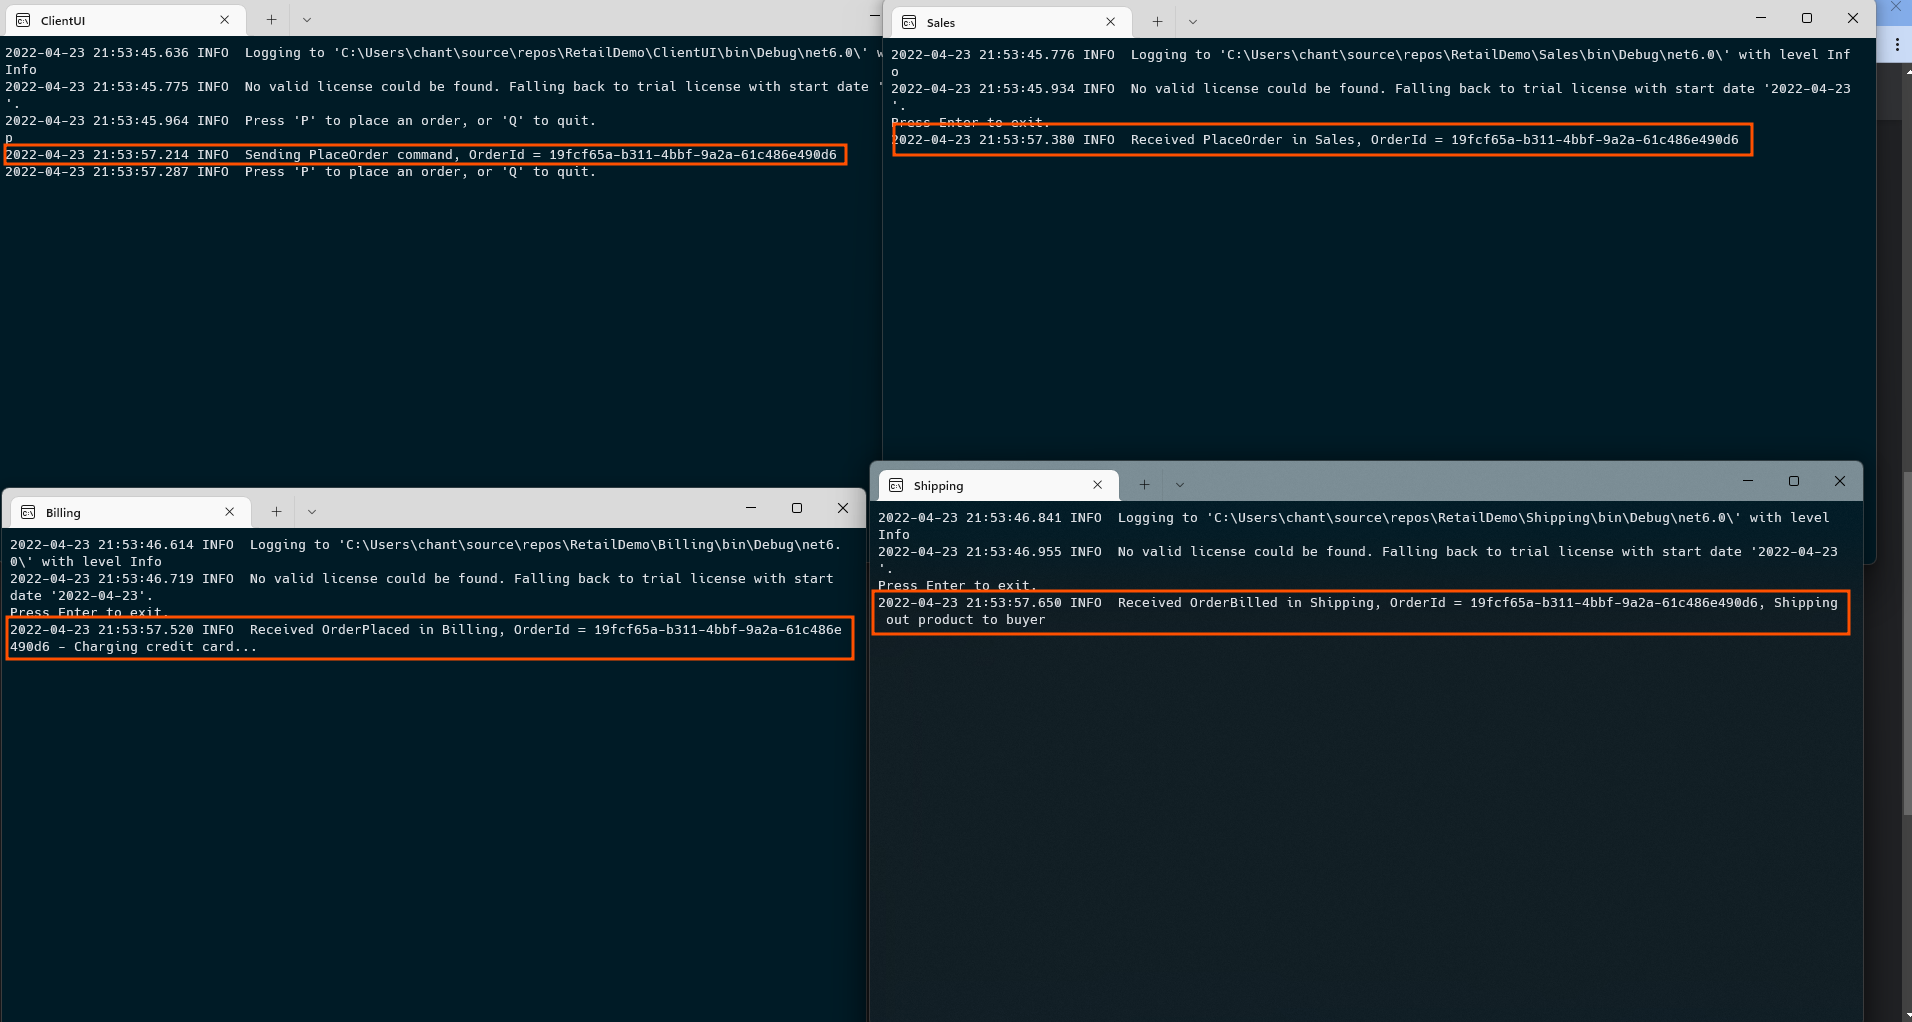 ClientUI
2022-04-23 21:53:45.636 INFO  Logging to 'C:\Users\chant\source\repos\RetailDemo\ClientUI\bin\Debug\net6.0\' w
Info
2022-04-23 21:53:45.775 INFO  No valid license could be found. Falling back to trial license with start date '
'.
2022-04-23 21:53:45.964 INFO  Press 'P' to place an order, or 'Q' to quit.
p
2022-04-23 21:53:57.214 INFO  Sending PlaceOrder command, OrderId = 19fcf65a-b311-4bbf-9a2a-61c486e490d6
2022-04-23 21:53:57.287 INFO  Press 'P' to place an order, or 'Q' to quit.
Sales
2022-04-23 21:53:45.776 INFO  Logging to 'C:\Users\chant\source\repos\RetailDemo\Sales\bin\Debug\net6.0\' with level Inf
o
2022-04-23 21:53:45.934 INFO  No valid license could be found. Falling back to trial license with start date '2022-04-23
'.
Press Enter to exit.
2022-04-23 21:53:57.380 INFO  Received PlaceOrder in Sales, OrderId = 19fcf65a-b311-4bbf-9a2a-61c486e490d6
Billing
2022-04-23 21:53:46.614 INFO  Logging to 'C:\Users\chant\source\repos\RetailDemo\Billing\bin\Debug\net6.
0\' with level Info
2022-04-23 21:53:46.719 INFO  No valid license could be found. Falling back to trial license with start
date '2022-04-23'.
Press Enter to exit.
2022-04-23 21:53:57.520 INFO  Received OrderPlaced in Billing, OrderId = 19fcf65a-b311-4bbf-9a2a-61c486e
490d6 - Charging credit card...
Shipping
2022-04-23 21:53:46.841 INFO  Logging to 'C:\Users\chant\source\repos\RetailDemo\Shipping\bin\Debug\net6.0\' with level
Info
2022-04-23 21:53:46.955 INFO  No valid license could be found. Falling back to trial license with start date '2022-04-23
'.
Press Enter to exit.
2022-04-23 21:53:57.650 INFO  Received OrderBilled in Shipping, OrderId = 19fcf65a-b311-4bbf-9a2a-61c486e490d6, Shipping
out product to buyer